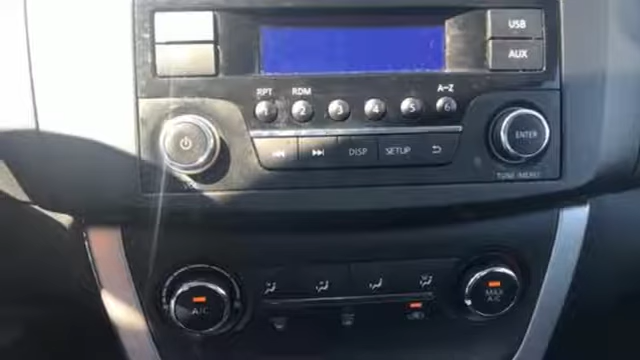 USB
AUX
RPT RDM A-Z
1 2 3 4 5 6
DISP SETUP
ENTER
TUNE/MENU
A/C
MAX A/C